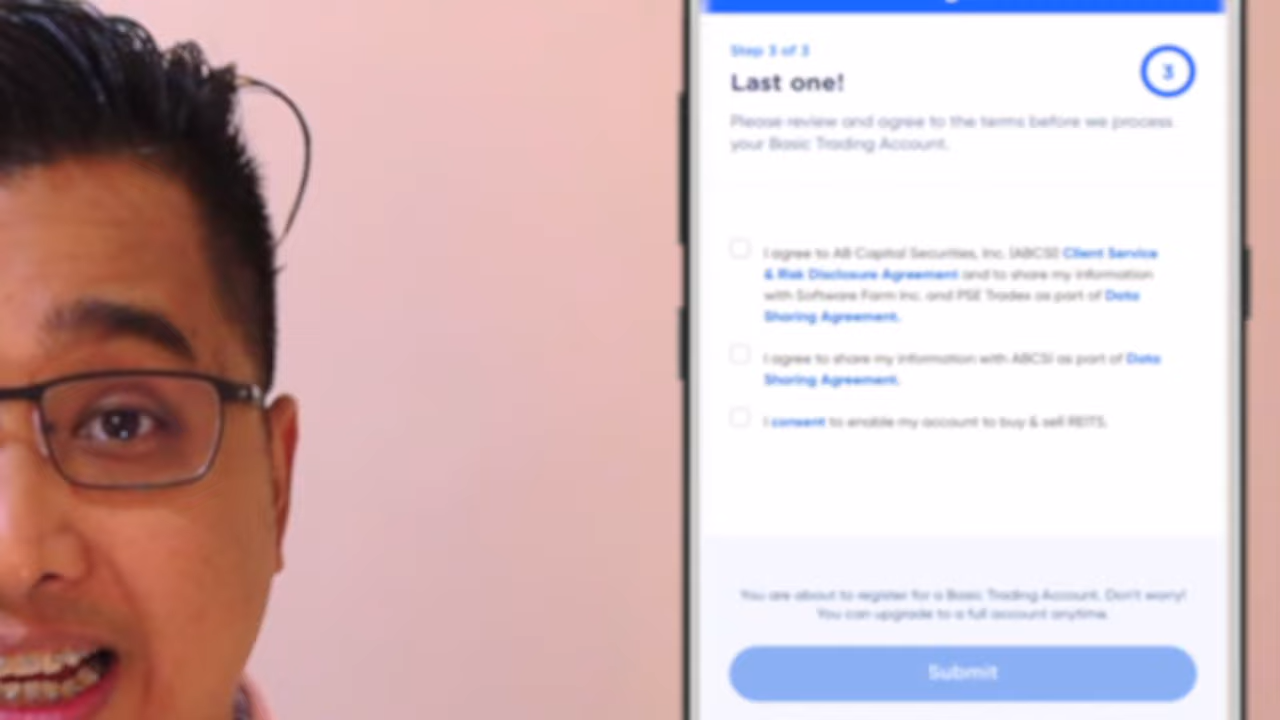 Step 3 of 3
Last one!
3
Please review and agree to the terms before we process
your Basic Trading Account.
I agree to AB Capital Securities, Inc. (ABCSI) Client Service
& Risk Disclosure Agreement and to share my information
with Software Farm Inc. and PSE Tradex as part of Data
Sharing Agreement.
I agree to share my information with ABCSI as part of Data
Sharing Agreement.
I consent to enable my account to buy & sell REITS.
You are about to register for a Basic Trading Account. Don't worry!
You can upgrade to a full account anytime.
Submit